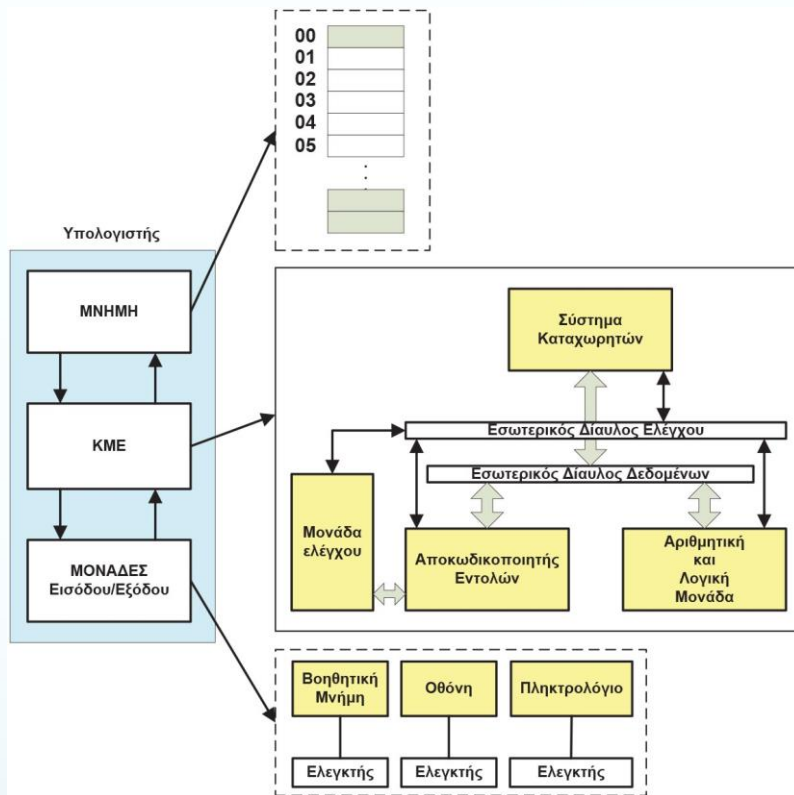 00
01
02
03
04
05
Υπολογιστής
ΜΝΗΜΗ
ΚΜΕ
ΜΟΝΑΔΕΣ
Εισόδου/Εξόδου
Σύστημα
Καταχωρητών
Εσωτερικός Δίαυλος Ελέγχου
Εσωτερικός Δίαυλος Δεδομένων
Μονάδα
ελέγχου
Αποκωδικοποιητής
Εντολών
Αριθμητική
και
Λογική
Μονάδα
Βοηθητική
Μνήμη
Οθόνη
Πληκτρολόγιο
Ελεγκτής
Ελεγκτής
Ελεγκτής